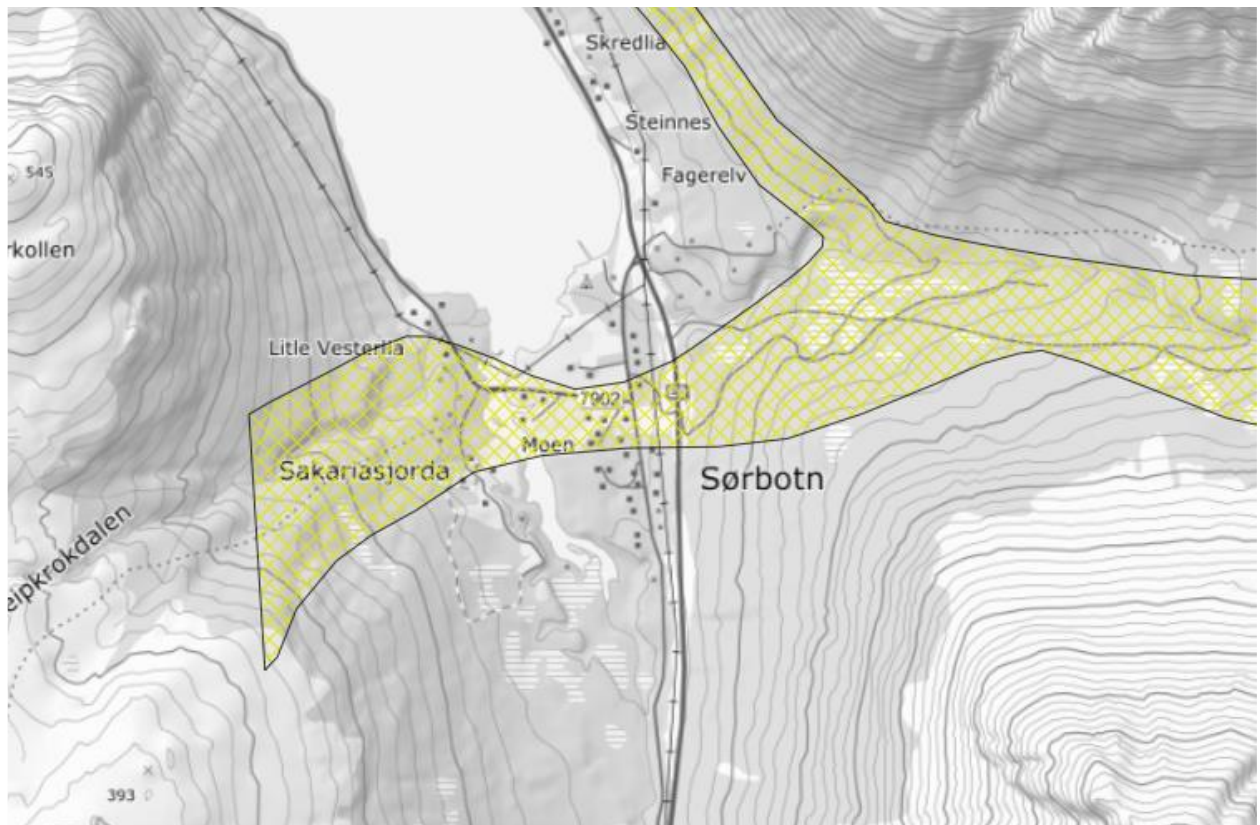 Skredlia
Steinnes
545
Fagerelv
rkollen
Litle Vesterlia
7902
Moen
Sakariasjorda
Sørbotn
eipkrokdalen
393